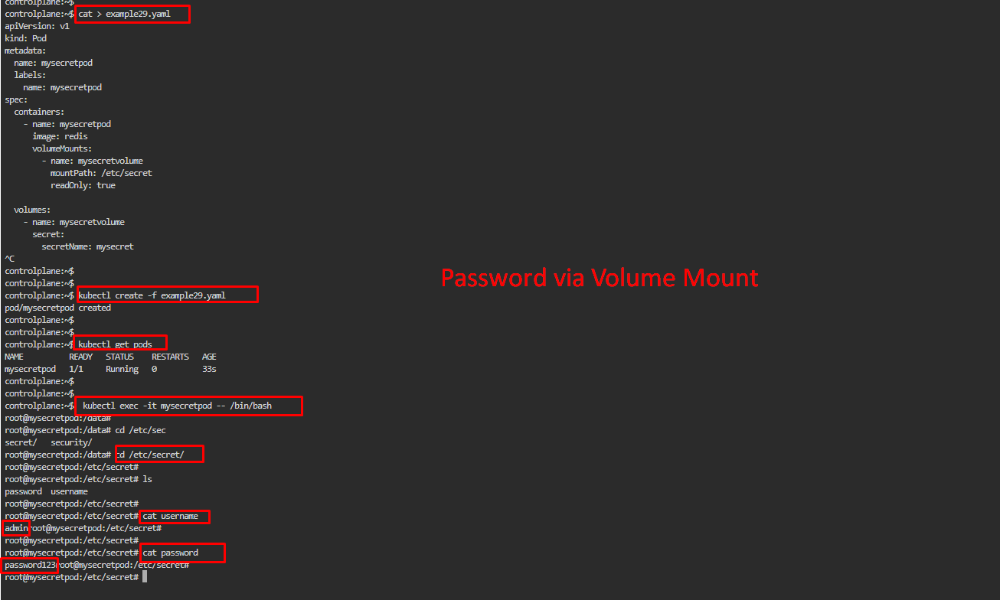 controlplane:~$
controlplane:~$ cat > example29.yaml
apiVersion: v1
kind: Pod
metadata:
  name: mysecretpod
  labels:
    name: mysecretpod
spec:
  containers:
    - name: mysecretpod
      image: redis
      volumeMounts:
        - name: mysecretvolume
          mountPath: /etc/secret
          readOnly: true
  volumes:
    - name: mysecretvolume
      secret:
        secretName: mysecret
^C
controlplane:~$
Password via Volume Mount
controlplane:~$
controlplane:~$ kubectl create -f example29.yaml
pod/mysecretpod created
controlplane:~$
controlplane:~$
controlplane:~$ kubectl get pods
NAME          READY   STATUS    RESTARTS   AGE
mysecretpod   1/1     Running   0          33s
controlplane:~$
controlplane:~$
controlplane:~$  kubectl exec -it mysecretpod -- /bin/bash
root@mysecretpod:/data#
root@mysecretpod:/data# cd /etc/sec
secret/   security/
root@mysecretpod:/data# cd /etc/secret/
root@mysecretpod:/etc/secret#
root@mysecretpod:/etc/secret# ls
password  username
root@mysecretpod:/etc/secret#
root@mysecretpod:/etc/secret# cat username
adminroot@mysecretpod:/etc/secret#
root@mysecretpod:/etc/secret#
root@mysecretpod:/etc/secret# cat password
password123root@mysecretpod:/etc/secret#
root@mysecretpod:/etc/secret#